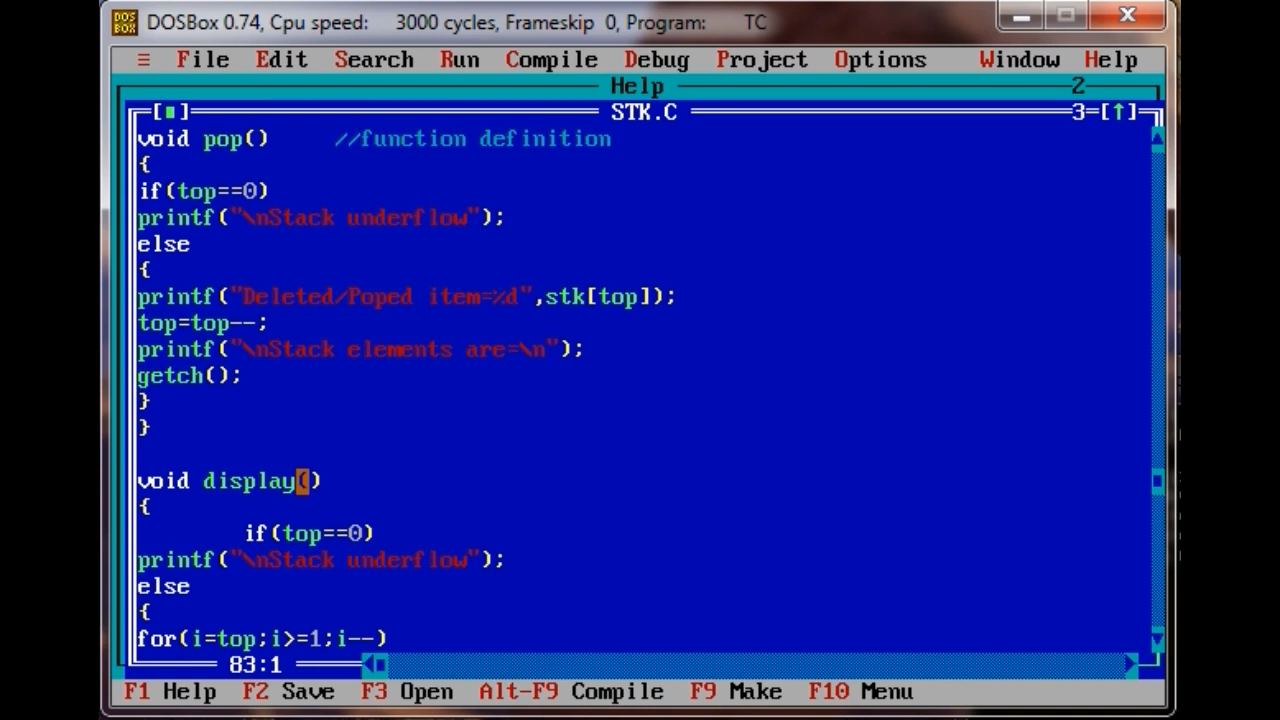 DOSBox 0.74, Cpu speed: 3000 cycles, Frameskip 0, Program: TC
≡ File Edit Search Run Compile Debug Project Options Window Help
Help 2
[■] STK.C 3=[↑]
void pop() //function definition
{
if(top==0)
printf("\nStack underflow");
else
{
printf("Deleted/Poped item=%d",stk[top]);
top=top--;
printf("\nStack elements are=\n");
getch();
}
}
void display()
{
if(top==0)
printf("\nStack underflow");
else
{
for(i=top;i>=1;i--)
83:1
F1 Help F2 Save F3 Open Alt-F9 Compile F9 Make F10 Menu